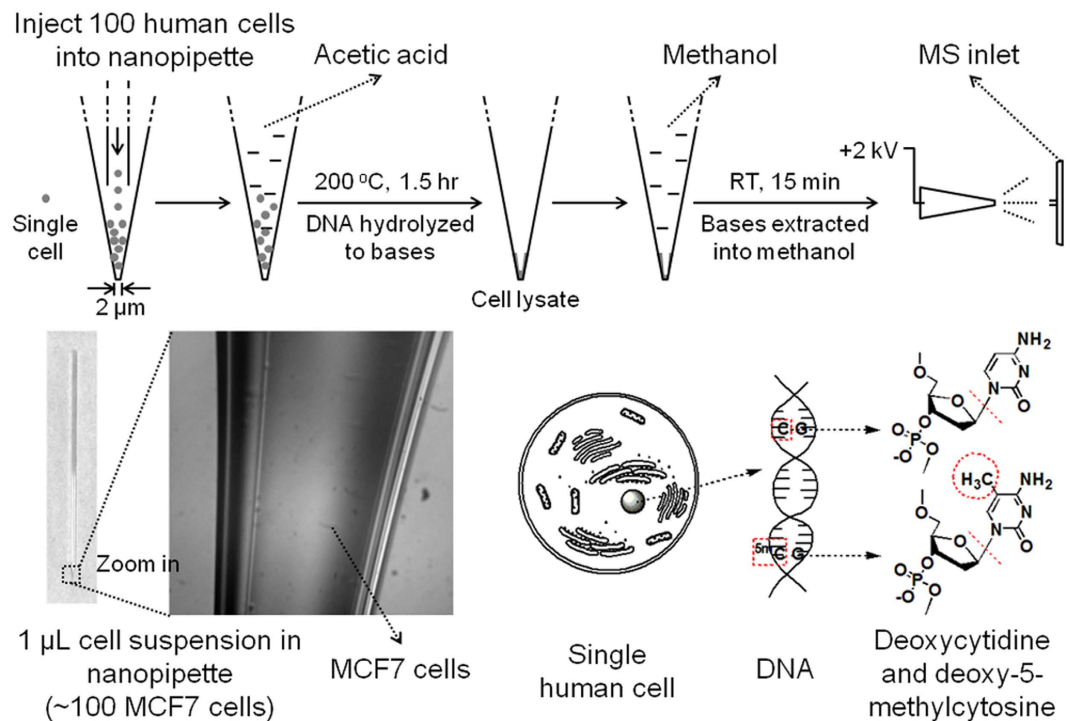 Inject 100 human cells
into nanopipette
Acetic acid
Methanol
MS inlet
+2 kV
200 ºC, 1.5 hr
RT, 15 min
Single
cell
DNA hydrolyzed
to bases
Bases extracted
into methanol
2 µm
Cell lysate
NH₂
N
N
O
O
O
O
O
P
-O
O
C G
H₃C
NH₂
N
N
O
O
O
O
O
P
-O
O
5m
C G
Zoom in
1 µL cell suspension in
nanopipette
(~100 MCF7 cells)
MCF7 cells
Single
human cell
DNA
Deoxycytidine
and deoxy-5-
methylcytosine